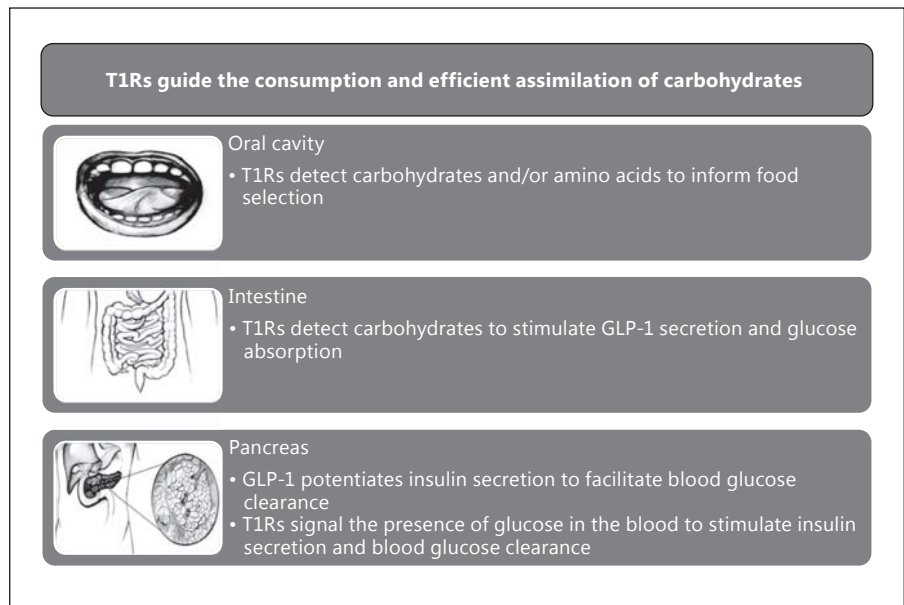 T1Rs guide the consumption and efficient assimilation of carbohydrates
Oral cavity
• T1Rs detect carbohydrates and/or amino acids to inform food
selection
Intestine
• T1Rs detect carbohydrates to stimulate GLP-1 secretion and glucose
absorption
Pancreas
• GLP-1 potentiates insulin secretion to facilitate blood glucose
clearance
• T1Rs signal the presence of glucose in the blood to stimulate insulin
secretion and blood glucose clearance